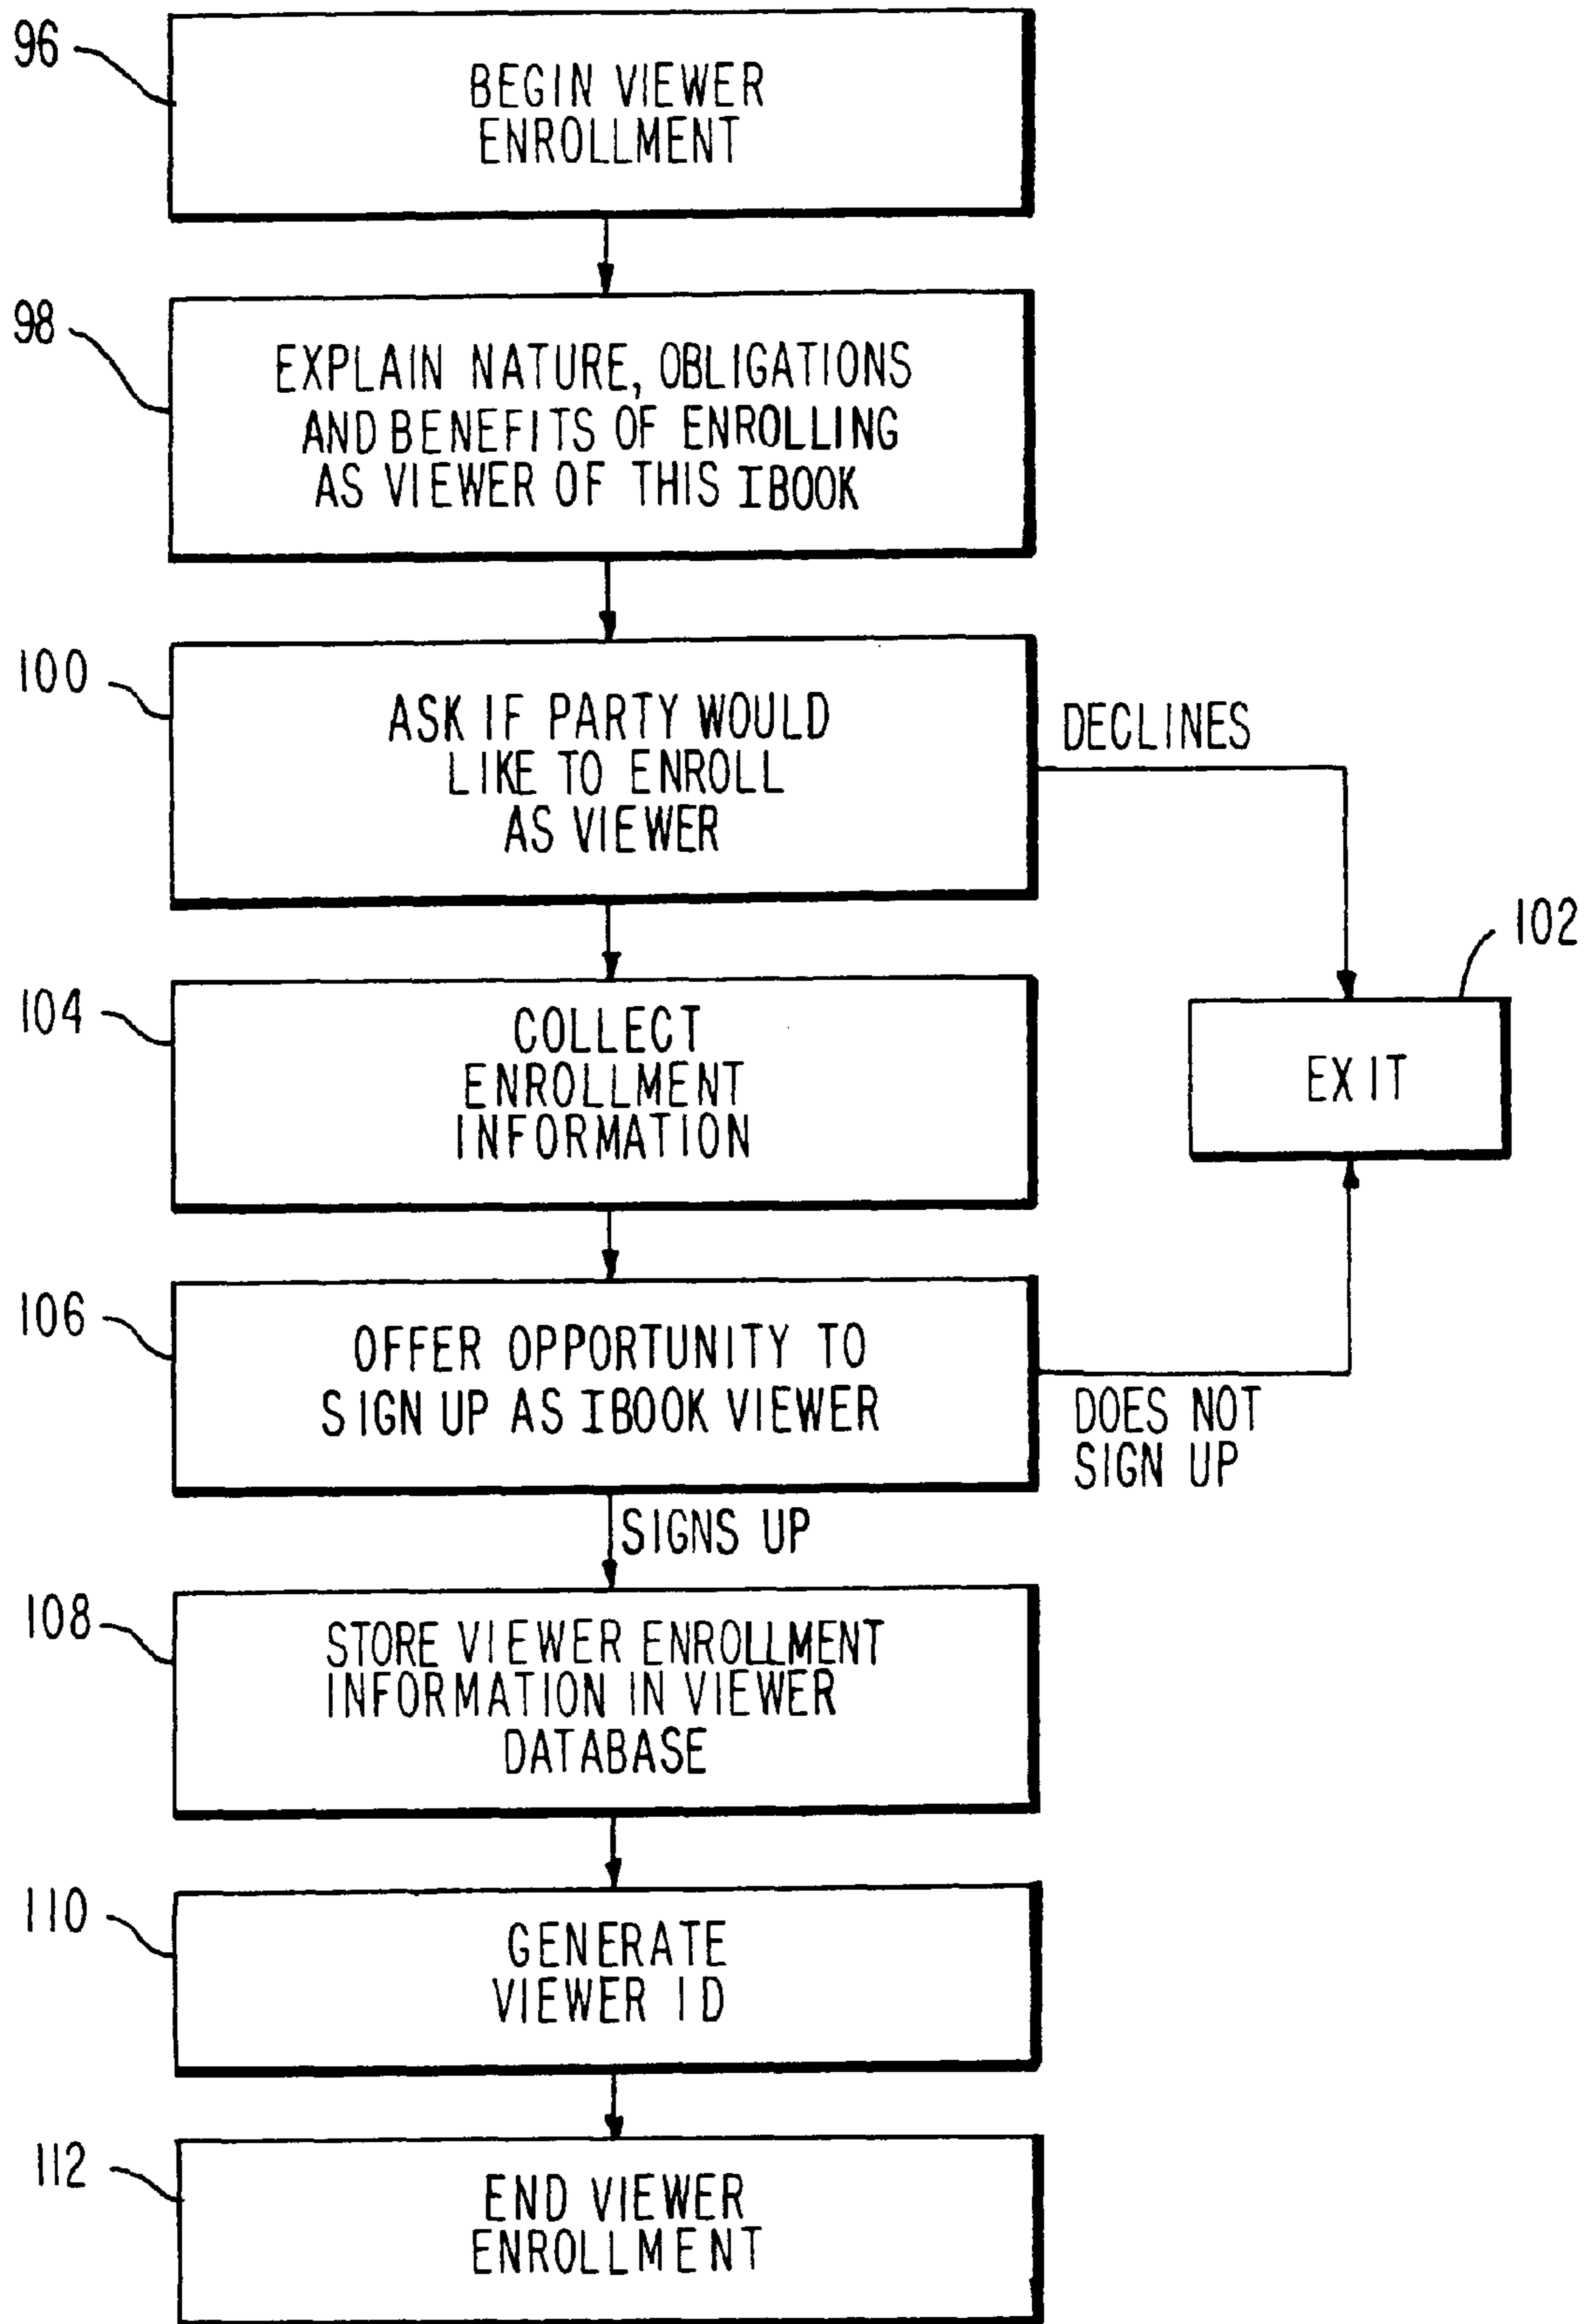 96
BEGIN VIEWER
ENROLLMENT
98
EXPLAIN NATURE, OBLIGATIONS
AND BENEFITS OF ENROLLING
AS VIEWER OF THIS IBOOK
100
ASK IF PARTY WOULD
LIKE TO ENROLL
AS VIEWER
DECLINES
102
EXIT
104
COLLECT
ENROLLMENT
INFORMATION
106
OFFER OPPORTUNITY TO
SIGN UP AS IBOOK VIEWER
DOES NOT
SIGN UP
SIGNS UP
108
STORE VIEWER ENROLLMENT
INFORMATION IN VIEWER
DATABASE
110
GENERATE
VIEWER ID
112
END VIEWER
ENROLLMENT